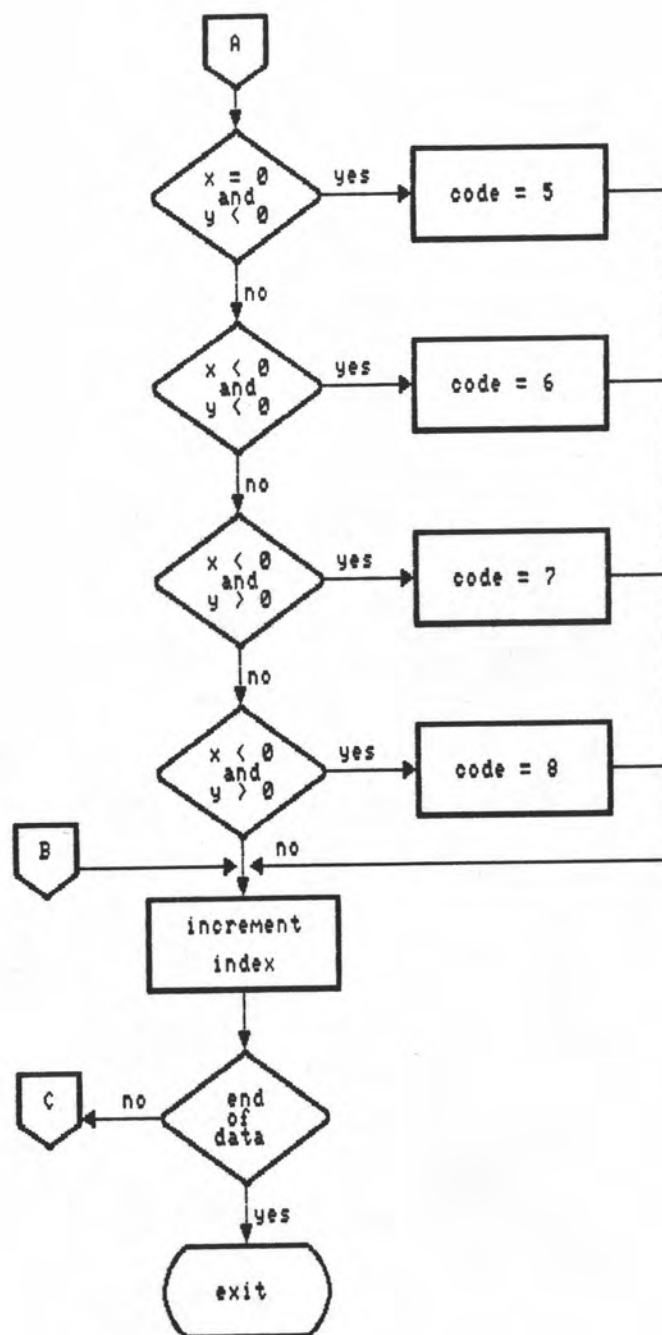 A
x = 0
and
y < 0
yes
code = 5
no
x < 0
and
y < 0
yes
code = 6
no
x < 0
and
y > 0
yes
code = 7
no
x < 0
and
y > 0
yes
code = 8
B
no
increment
index
C
no
end
of
data
yes
exit